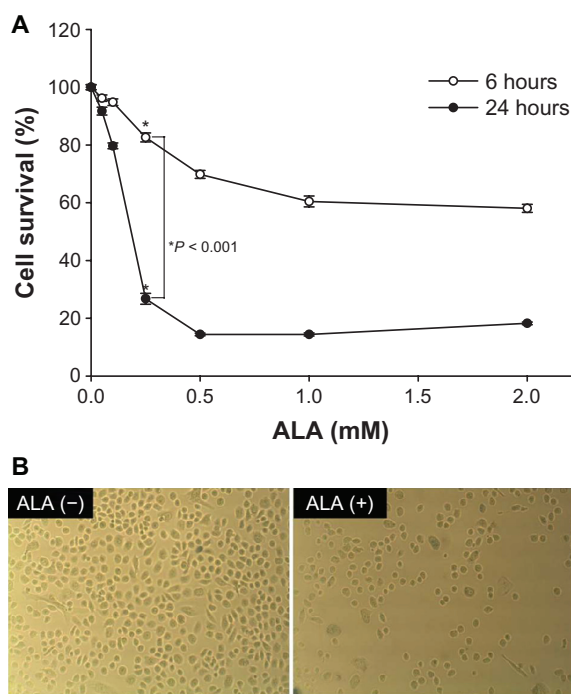 A
120
100
80
60
40
20
0
Cell survival (%)
6 hours
24 hours
*
*P < 0.001
*
0.0 0.5 1.0 1.5 2.0
ALA (mM)
B
ALA (−) ALA (+)